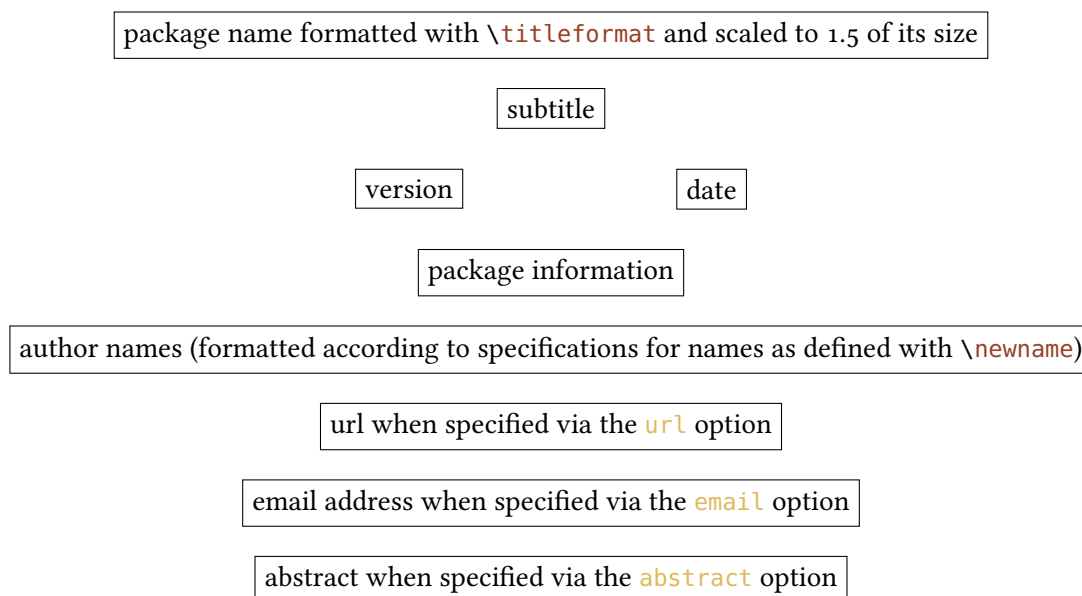 package name formatted with \titleformat and scaled to 1.5 of its size
subtitle
version date
package information
author names (formatted according to specifications for names as defined with \newname)
url when specified via the url option
email address when specified via the email option
abstract when specified via the abstract option